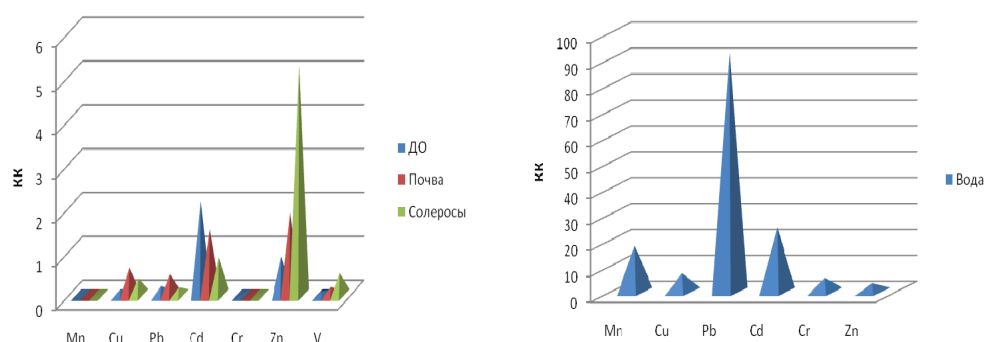 6
5
4
3
2
1
0
КК
Mn Cu Pb Cd Cr Zn V
ДО
Почва
Солеросы
100
90
80
70
60
50
40
30
20
10
0
КК
Mn Cu Pb Cd Cr Zn
Вода